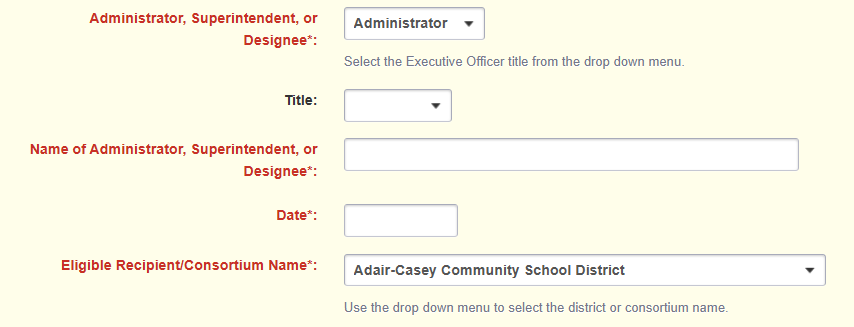 Administrator, Superintendent, or
Designee*:
Administrator
Select the Executive Officer title from the drop down menu.
Title:
Name of Administrator, Superintendent, or
Designee*:
Date*:
Eligible Recipient/Consortium Name*:
Adair-Casey Community School District
Use the drop down menu to select the district or consortium name.